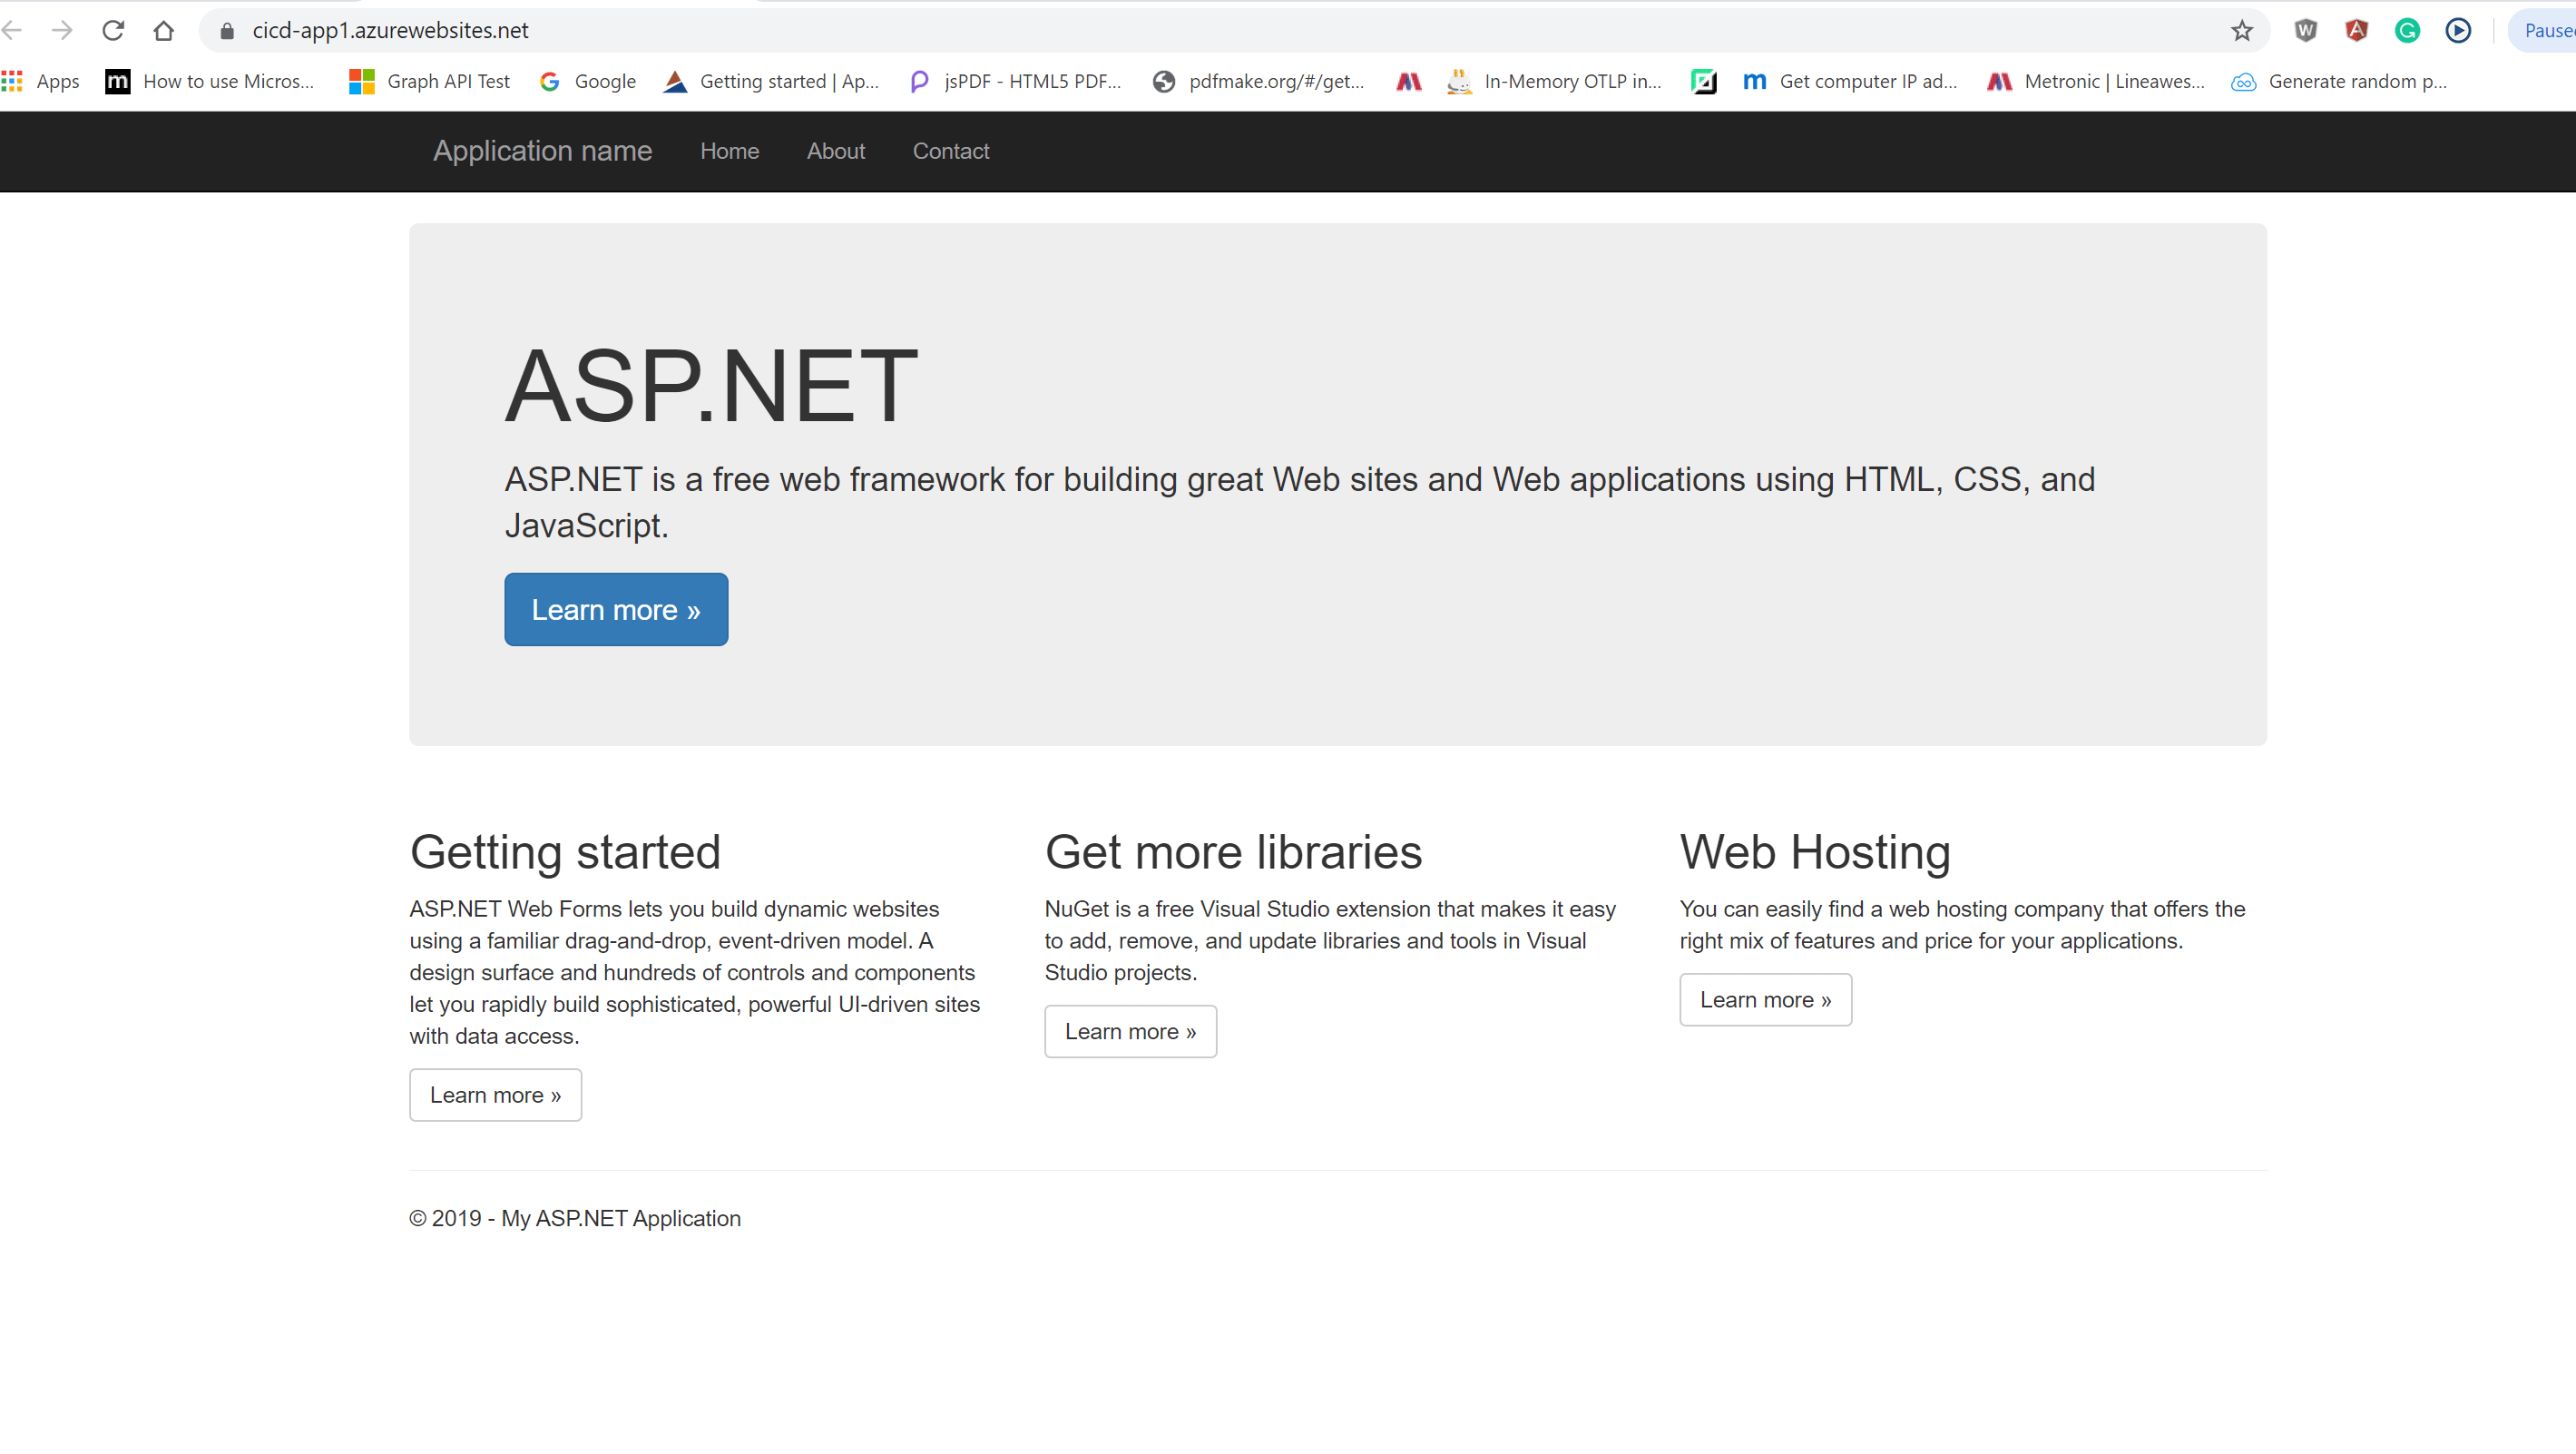 cicd-app1.azurewebsites.net
Apps How to use Micros... Graph API Test Google Getting started | Ap... jsPDF - HTML5 PDF... pdfmake.org/#/get... In-Memory OTLP in... Get computer IP ad... Metronic | Lineawes... Generate random p...
Application name Home About Contact
ASP.NET
ASP.NET is a free web framework for building great Web sites and Web applications using HTML, CSS, and
JavaScript.
Learn more »
Getting started
ASP.NET Web Forms lets you build dynamic websites
using a familiar drag-and-drop, event-driven model. A
design surface and hundreds of controls and components
let you rapidly build sophisticated, powerful UI-driven sites
with data access.
Learn more »
Get more libraries
NuGet is a free Visual Studio extension that makes it easy
to add, remove, and update libraries and tools in Visual
Studio projects.
Learn more »
Web Hosting
You can easily find a web hosting company that offers the
right mix of features and price for your applications.
Learn more »
© 2019 - My ASP.NET Application